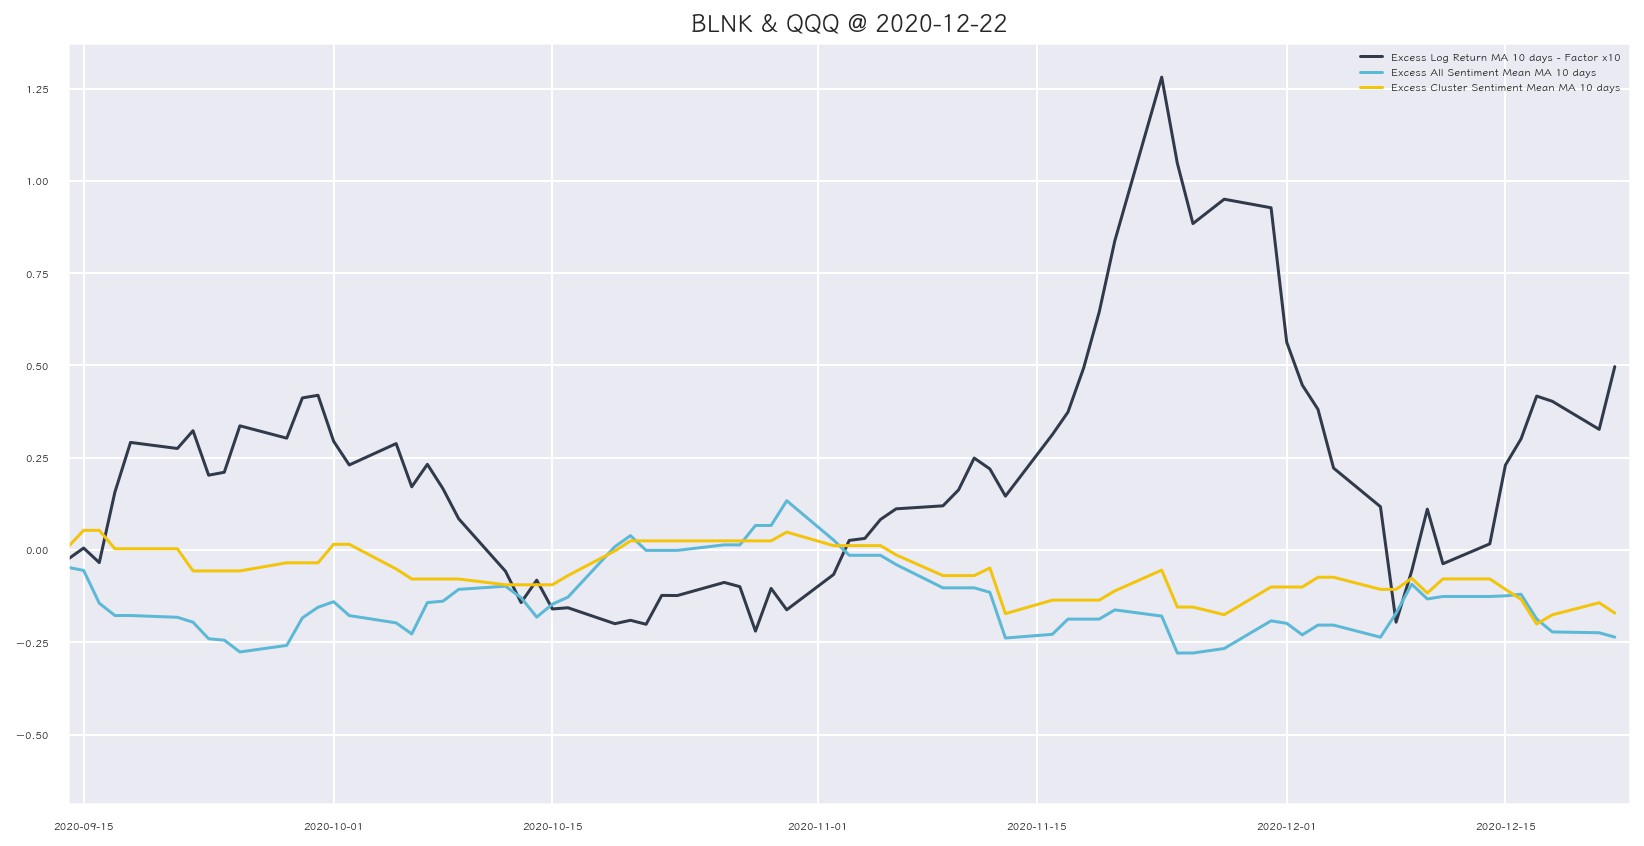 BLNK & QQQ @ 2020-12-22
Excess Log Return MA 10 days - Factor x10
Excess All Sentiment Mean MA 10 days
Excess Cluster Sentiment Mean MA 10 days
1.25
1.00
0.75
0.50
0.25
0.00
−0.25
−0.50
2020-09-15 2020-10-01 2020-10-15 2020-11-01 2020-11-15 2020-12-01 2020-12-15